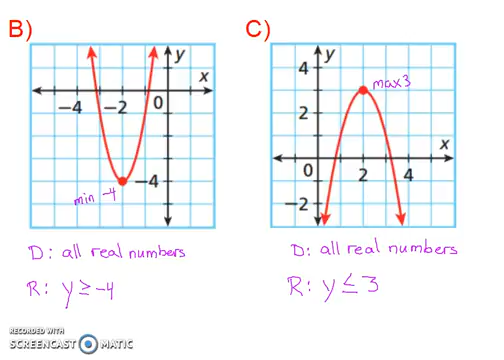 B)
y
x
-4 -2 0
-4
min -4
D: all real numbers
R: y ≥ -4
C)
y
4
max 3
2
x
0 2 4
-2
D: all real numbers
R: y ≤ 3
RECORDED WITH
SCREENCAST MATIC